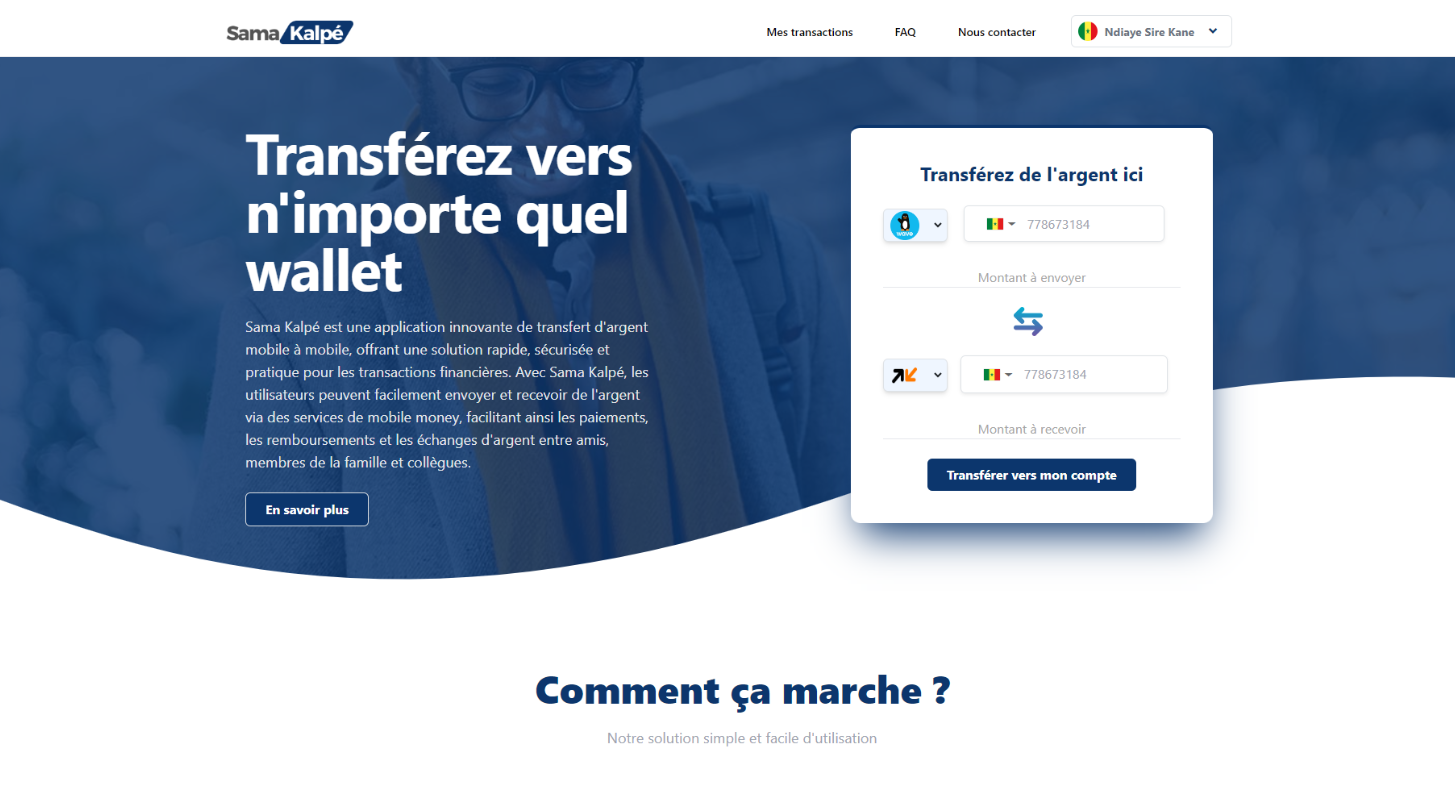 Sama Kalpé
Mes transactions
FAQ
Nous contacter
Ndiaye Sire Kane
Transférez vers
n'importe quel
wallet
Sama Kalpé est une application innovante de transfert d'argent
mobile à mobile, offrant une solution rapide, sécurisée et
pratique pour les transactions financières. Avec Sama Kalpé, les
utilisateurs peuvent facilement envoyer et recevoir de l'argent
via des services de mobile money, facilitant ainsi les paiements,
les remboursements et les échanges d'argent entre amis,
membres de la famille et collègues.
En savoir plus
Transférez de l'argent ici
wave
778673184
Montant à envoyer
778673184
Montant à recevoir
Transférer vers mon compte
Comment ça marche ?
Notre solution simple et facile d'utilisation